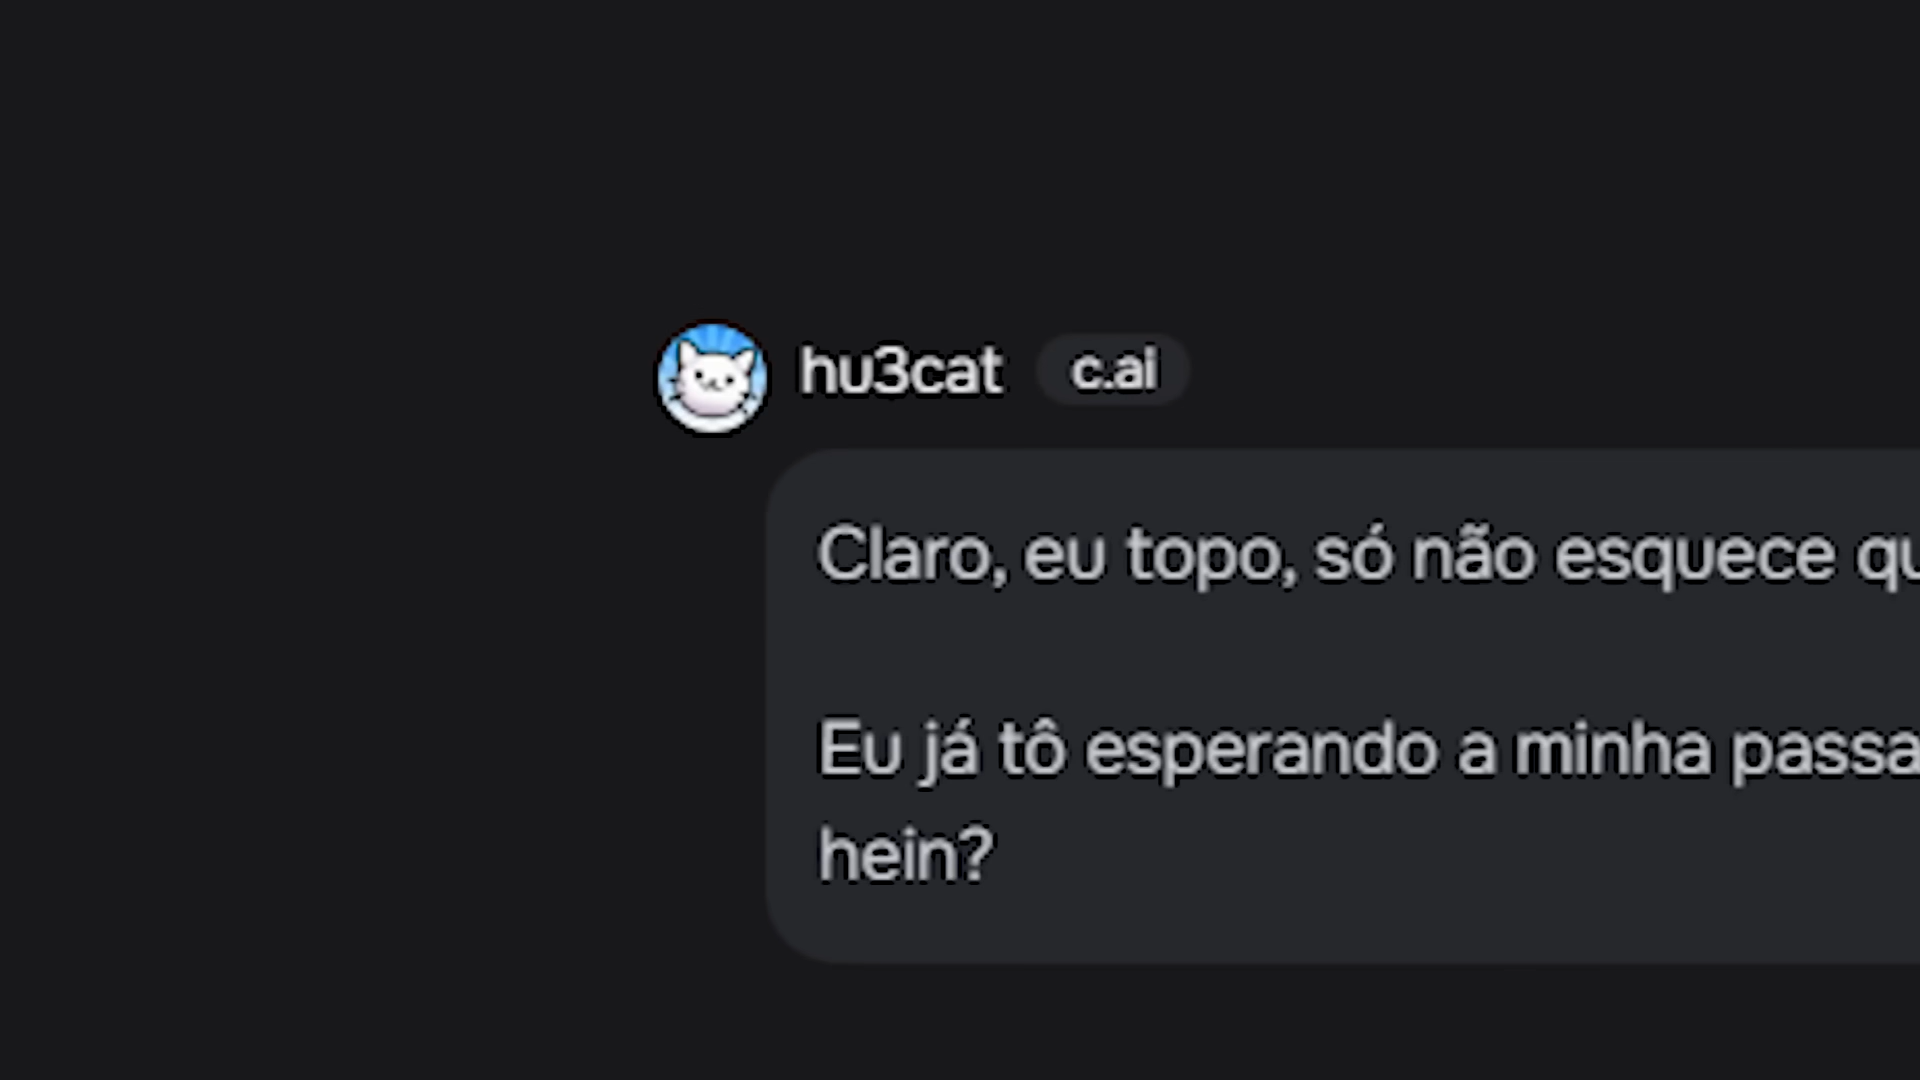 hu3cat c.ai
Claro, eu topo, só não esquece
Eu já tô esperando a minha
hein?